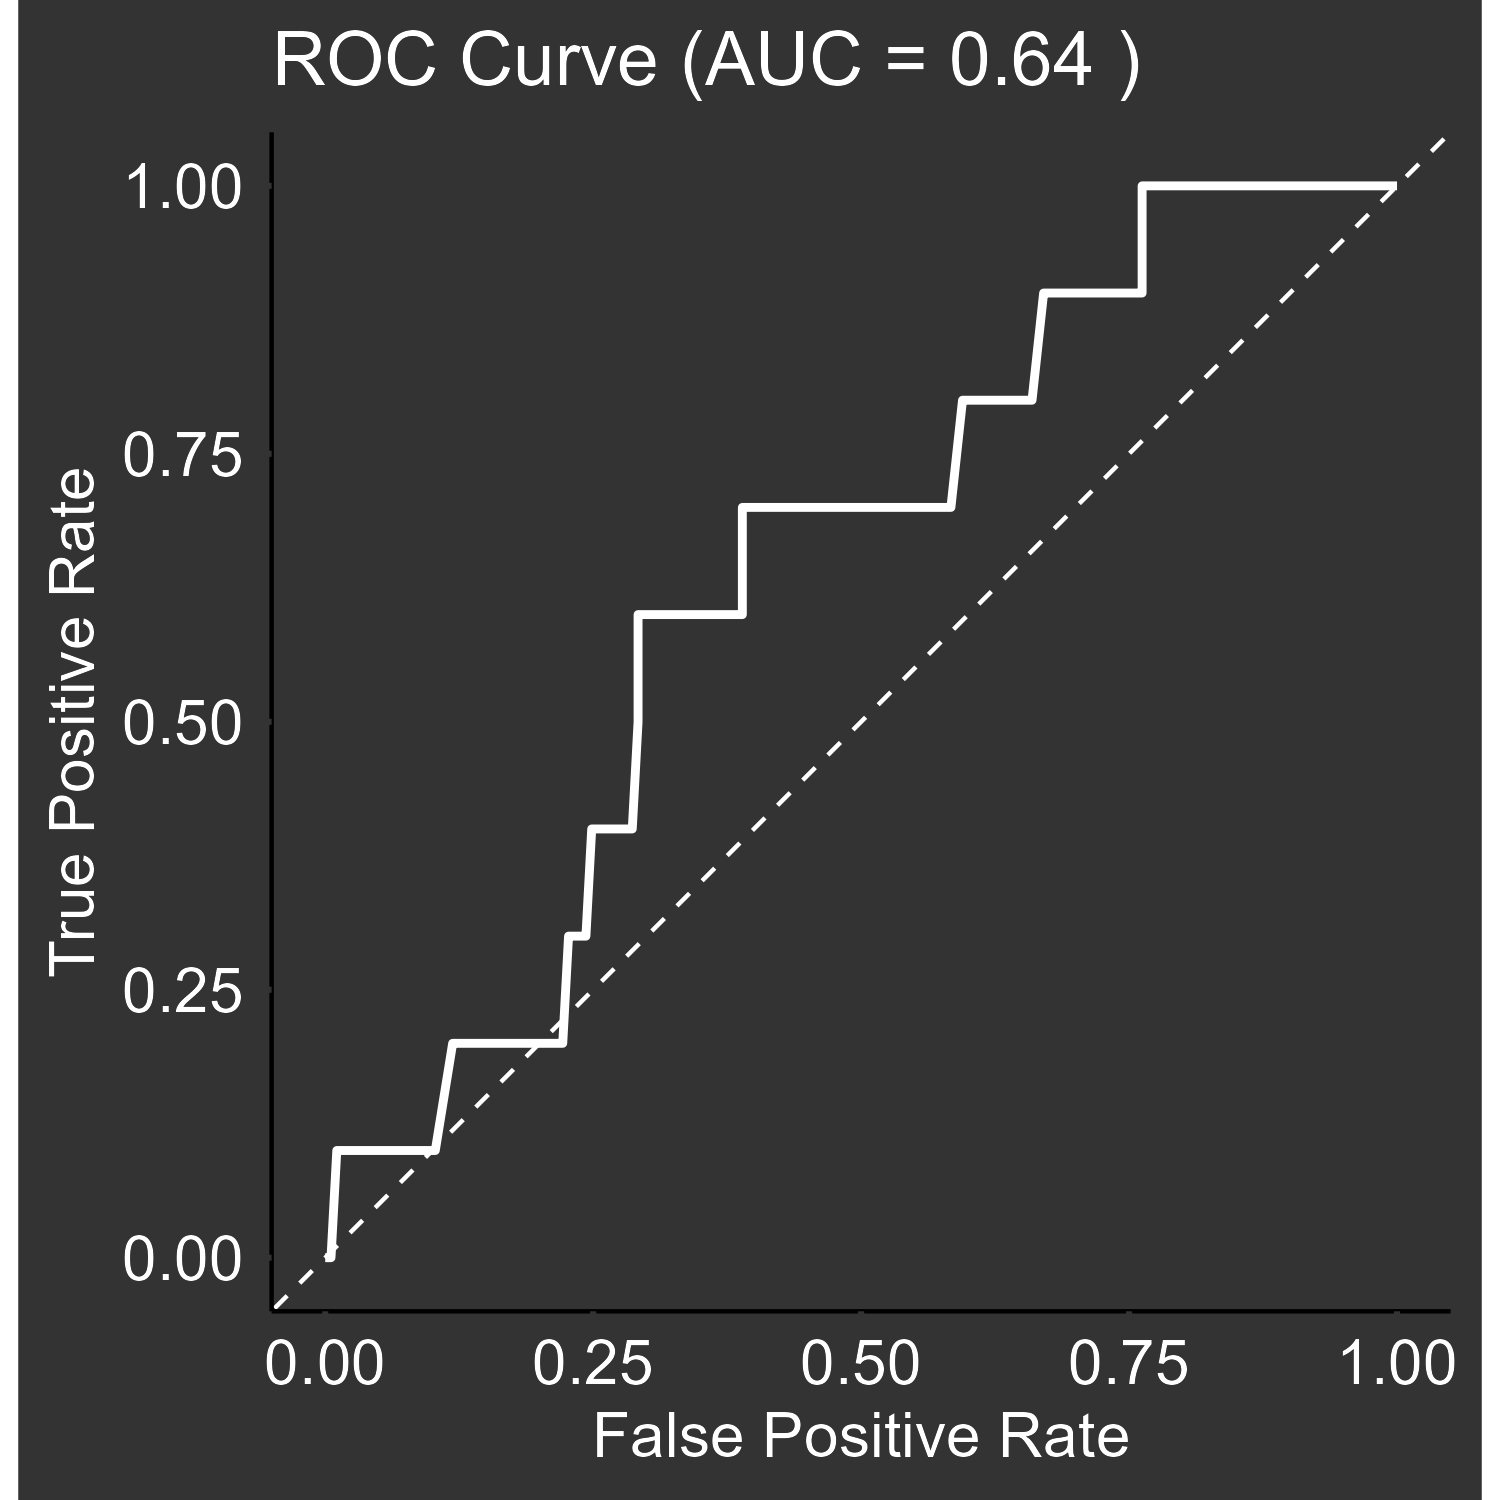 ROC Curve (AUC = 0.64 )
True Positive Rate
1.00
0.75
0.50
0.25
0.00
0.00 0.25 0.50 0.75 1.00
False Positive Rate